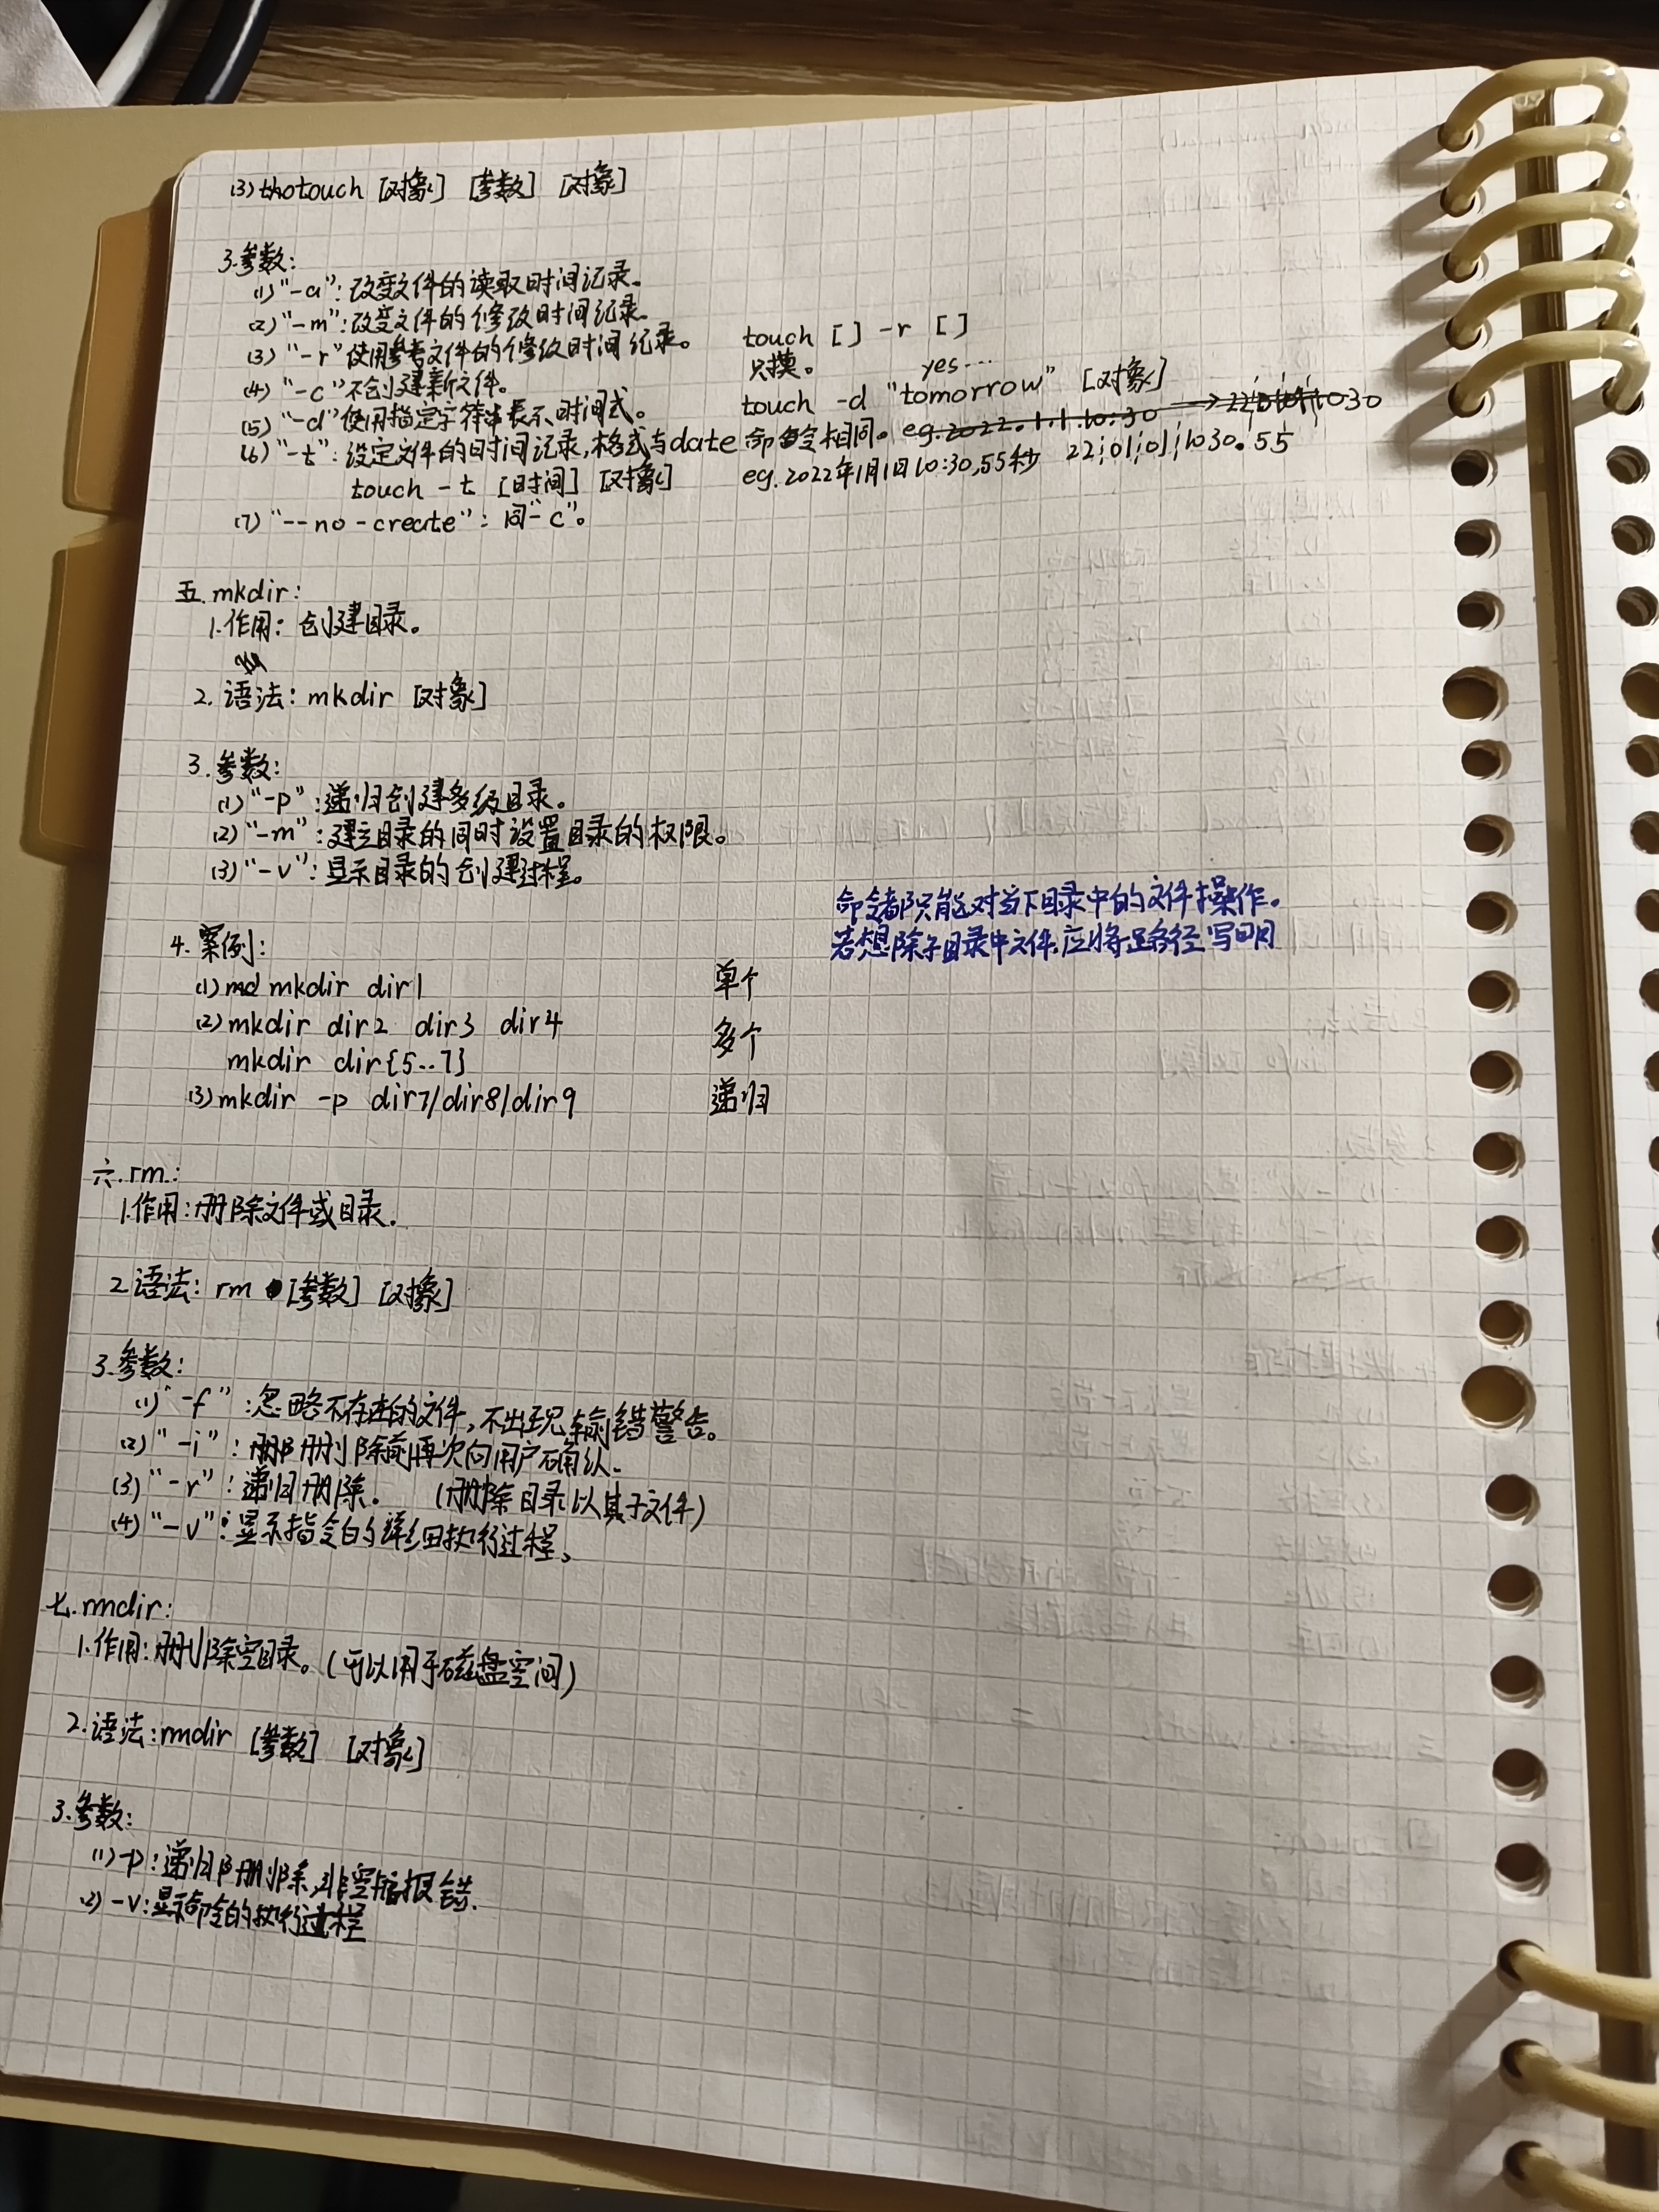 (3) touch [对象] [参数] [对象]
3.参数:
(1)"-a":改变文件的读取时间记录。
(2)"-m":改变文件的修改时间纪录。
(3)"-r"使用参考文件的修改时间纪录。 touch [ ] -r [ ]
(4)"-c"不创建新文件。 只摸。 yes...
(5)"-d"使用指定字符串表示时间式。 touch -d "tomorrow" [对象]
(6)"-t":设定文件的时间记录,格式与date命令相同。 eg.2022.1.1.10:30
touch -t [时间] [对象] eg.2022年1月1日10:30,55秒 22¦01¦01¦1030.55
(7)"--no-create":同"-c"。
五.mkdir:
1.作用:创建目录。
2.语法:mkdir [对象]
3.参数:
(1)"-p":递归创建多级目录。
(2)"-m":建立目录的同时设置目录的权限。
(3)"-v":显示目录的创建过程。
命令都只能对当下目录中的文件操作。
若想除子目录中文件,应将路径写明
4.案例:
(1) mkdir dir1 单个
(2) mkdir dir2 dir3 dir4 多个
mkdir dir{5..7}
(3) mkdir -p dir7/dir8/dir9 递归
六.rm:
1.作用:删除文件或目录.
2.语法:rm [参数] [对象]
3.参数:
(1)"-f":忽略不存在的文件,不出现输错警告。
(2)"-i":删除前再次向用户确认.
(3)"-r":递归删除. (删除目录以其子文件)
(4)"-v":显示指令的详细执行过程,
七.rmdir:
1.作用:删除空目录。(可以用于磁盘空间)
2.语法:rmdir [参数] [对象]
3.参数:
(1)-p:递归删除,非空报错.
(2)-v:显示命令的执行过程